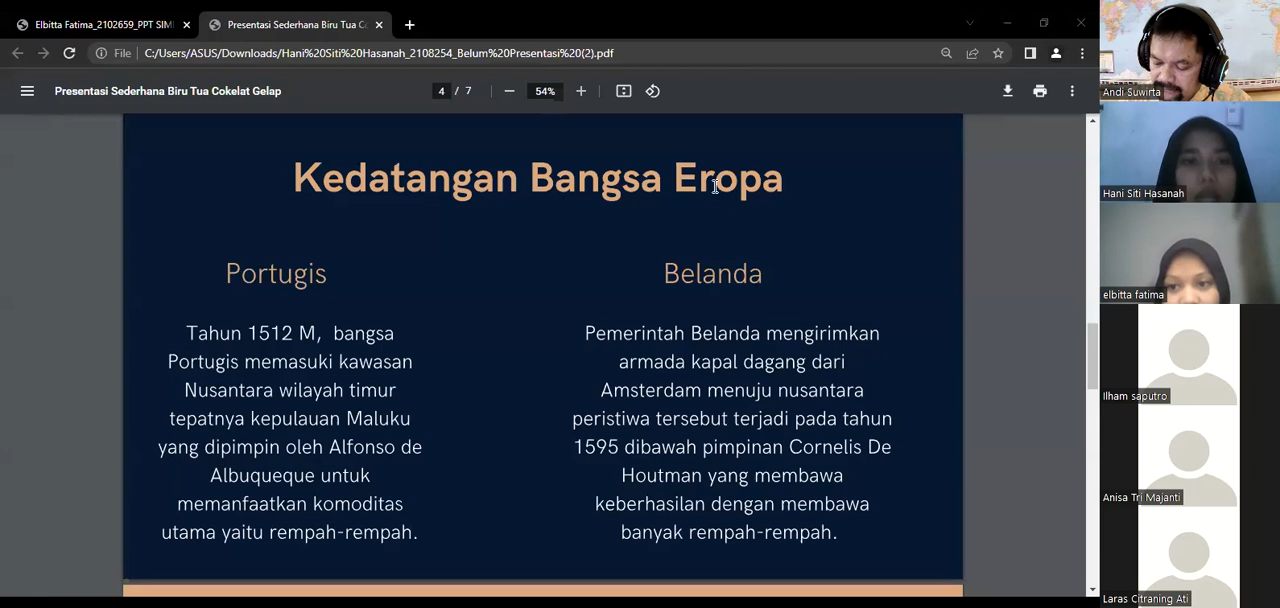 Elbitta Fatima_2102659_PPT SIMI
Presentasi Sederhana Biru Tua Co
File
C:/Users/ASUS/Downloads/Hani%20Siti%20Hasanah_2108254_Belum%20Presentasi%20(2).pdf
Presentasi Sederhana Biru Tua Cokelat Gelap
4 / 7
54%
Kedatangan Bangsa Eropa
Portugis
Tahun 1512 M, bangsa
Portugis memasuki kawasan
Nusantara wilayah timur
tepatnya kepulauan Maluku
yang dipimpin oleh Alfonso de
Albuqueque untuk
memanfaatkan komoditas
utama yaitu rempah-rempah.
Belanda
Pemerintah Belanda mengirimkan
armada kapal dagang dari
Amsterdam menuju nusantara
peristiwa tersebut terjadi pada tahun
1595 dibawah pimpinan Cornelis De
Houtman yang membawa
keberhasilan dengan membawa
banyak rempah-rempah.
Andi Suwirta
Hani Siti Hasanah
elbitta fatima
Ilham saputro
Anisa Tri Majanti
Laras Citraning Ati